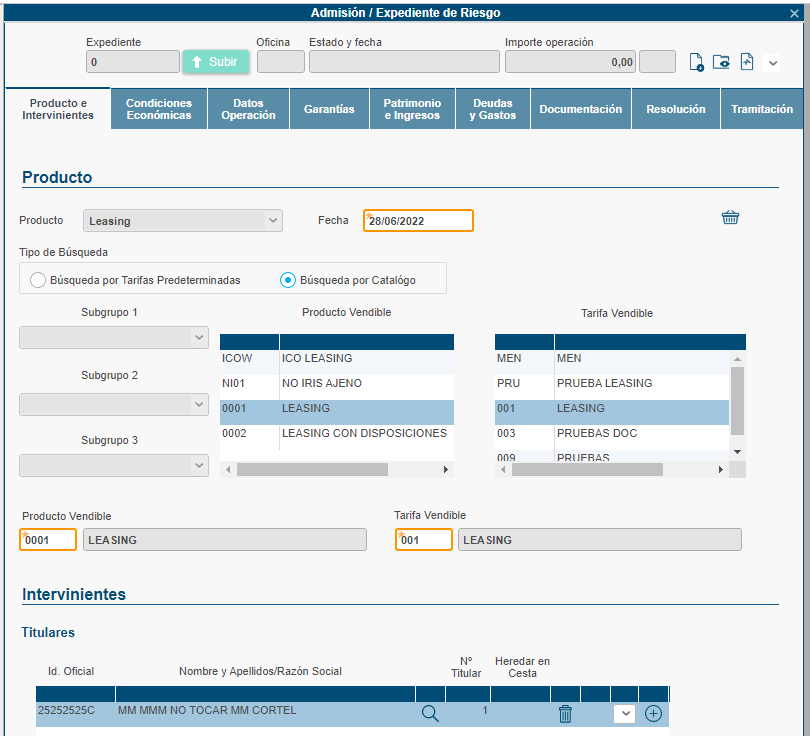 Admisión / Expediente de Riesgo
Expediente
Oficina
Estado y fecha
Importe operación
0
Subir
0,00
Producto e
Intervinientes
Condiciones
Económicas
Datos
Operación
Garantías
Patrimonio
e Ingresos
Deudas
y Gastos
Documentación
Resolución
Tramitación
Producto
Producto
Leasing
Fecha
28/06/2022
Tipo de Búsqueda
Búsqueda por Tarifas Predeterminadas
Búsqueda por Catalógo
Subgrupo 1
Subgrupo 2
Subgrupo 3
Producto Vendible
ICOW ICO LEASING
NI01 NO IRIS AJENO
0001 LEASING
0002 LEASING CON DISPOSICIONES
Tarifa Vendible
MEN MEN
PRU PRUEBA LEASING
001 LEASING
003 PRUEBAS DOC
009 PRUEBAS
Producto Vendible
0001 LEASING
Tarifa Vendible
001 LEASING
Intervinientes
Titulares
Id. Oficial
Nombre y Apellidos/Razón Social
Nº
Titular
Heredar en
Cesta
25252525C MM MMM NO TOCAR MM CORTEL 1